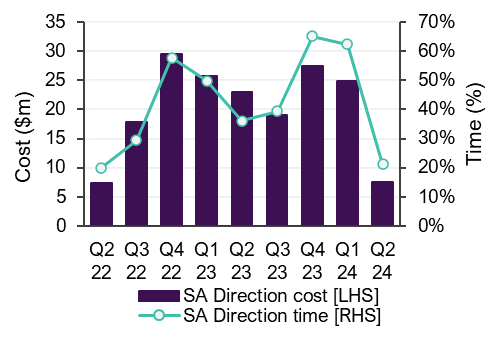 35 70%
30 60%
25 50%
20 40%
15 30%
10 20%
5 10%
0 0%
Cost ($m)
Time (%)
Q2 Q3 Q4 Q1 Q2 Q3 Q4 Q1 Q2
22 22 22 23 23 23 23 24 24
SA Direction cost [LHS]
SA Direction time [RHS]